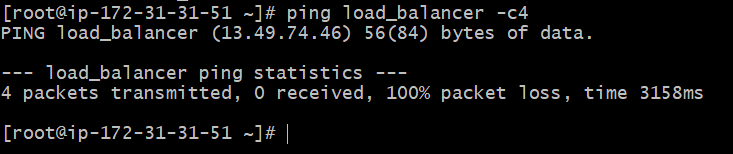 [root@ip-172-31-31-51 ~]# ping load_balancer -c4
PING load_balancer (13.49.74.46) 56(84) bytes of data.
--- load_balancer ping statistics ---
4 packets transmitted, 0 received, 100% packet loss, time 3158ms
[root@ip-172-31-31-51 ~]#